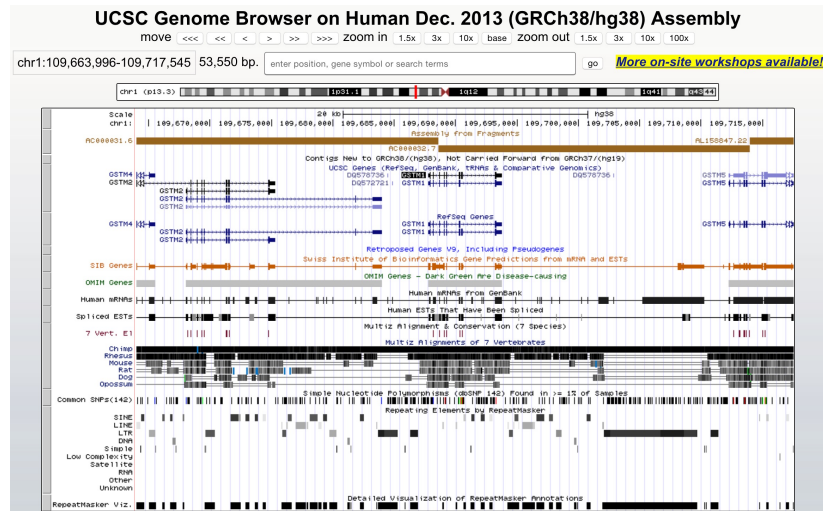 UCSC Genome Browser on Human Dec. 2013 (GRCh38/hg38) Assembly
move <<< << < > >> >>> zoom in 1.5x 3x 10x base zoom out 1.5x 3x 10x 100x
chr1:109,663,996-109,717,545 53,550 bp. enter position, gene symbol or search terms go More on-site workshops available!
chr1 (p13.3) 1p31.1 1q12 1q41 q43 44
Scale 20 kb hg38
chr1: 109,670,000 109,675,000 109,680,000 109,685,000 109,690,000 109,695,000 109,700,000 109,705,000 109,710,000 109,715,000
Assembly from Fragments
AC000031.6 AL158847.22
AC000032.7
Contigs New to GRCh38/(hg38), Not Carried Forward from GRCh37/(hg19)
UCSC Genes (RefSeq, GenBank, tRNAs & Comparative Genomics)
GSTM4 DQ578736 GSTM1 DQ578736 GSTM5
GSTM2 DQ572721 GSTM1 GSTM5
GSTM2
GSTM2
GSTM2
RefSeq Genes
GSTM4 GSTM1 GSTM5
GSTM2 GSTM1
GSTM2
Retroposed Genes V9, Including Pseudogenes
Swiss Institute of Bioinformatics Gene Predictions from mRNA and ESTs
SIB Genes
OMIM Genes - Dark Green Are Disease-causing
OMIM Genes
Human mRNAs from GenBank
Human mRNAs
Human ESTs That Have Been Spliced
Spliced ESTs
Multiz Alignment & Conservation (7 Species)
7 Vert. El
Multiz Alignments of 7 Vertebrates
Chimp
Rhesus
Mouse
Rat
Dog
Opossum
Simple Nucleotide Polymorphisms (dbSNP 142) Found in >= 1% of Samples
Common SNPs(142)
Repeating Elements by RepeatMasker
SINE
LINE
LTR
DNA
Simple
Low Complexity
Satellite
RNA
Other
Unknown
Detailed Visualization of RepeatMasker Annotations
RepeatMasker Viz.